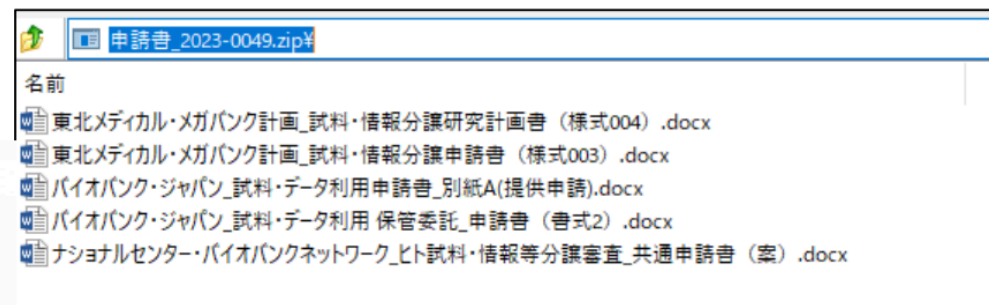 申請書_2023-0049.zip¥
名前
東北メディカル・メガバンク計画_試料・情報分譲研究計画書（様式004）.docx
東北メディカル・メガバンク計画_試料・情報分譲申請書（様式003）.docx
バイオバンク・ジャパン_試料・データ利用申請書_別紙A(提供申請).docx
バイオバンク・ジャパン_試料・データ利用 保管委託_申請書（書式2）.docx
ナショナルセンター・バイオバンクネットワーク_ヒト試料・情報等分譲審査_共通申請書（案）.docx